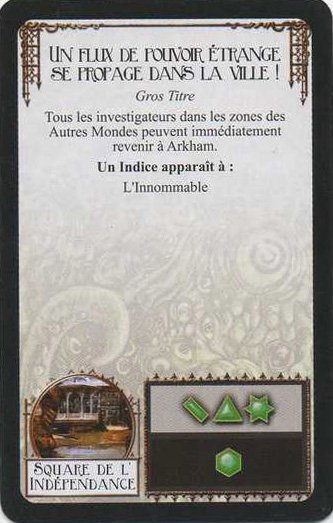 UN FLUX DE POUVOIR ÉTRANGE
SE PROPAGE DANS LA VILLE !
Gros Titre
Tous les investigateurs dans les zones des
Autres Mondes peuvent immédiatement
revenir à Arkham.
Un Indice apparaît à :
L'Innommable
SQUARE DE L'
INDÉPENDANCE